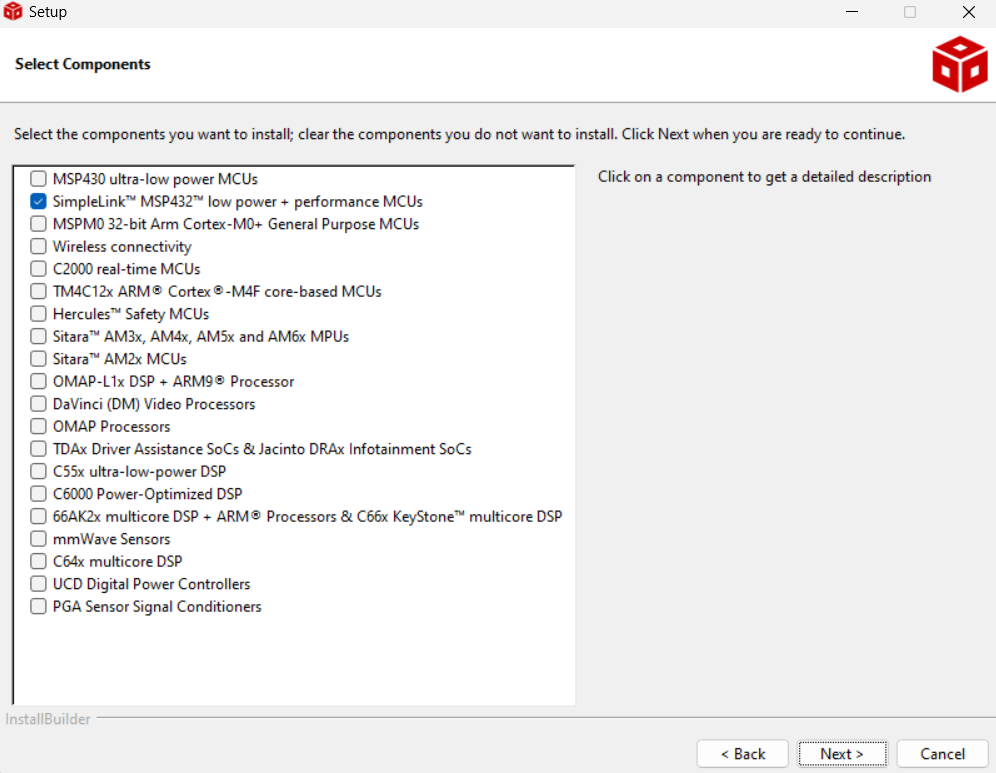 Setup
Select Components
Select the components you want to install; clear the components you do not want to install. Click Next when you are ready to continue.
MSP430 ultra-low power MCUs
SimpleLink™ MSP432™ low power + performance MCUs
MSPM0 32-bit Arm Cortex-M0+ General Purpose MCUs
Wireless connectivity
C2000 real-time MCUs
TM4C12x ARM® Cortex®-M4F core-based MCUs
Hercules™ Safety MCUs
Sitara™ AM3x, AM4x, AM5x and AM6x MPUs
Sitara™ AM2x MCUs
OMAP-L1x DSP + ARM9® Processor
DaVinci (DM) Video Processors
OMAP Processors
TDAx Driver Assistance SoCs & Jacinto DRAx Infotainment SoCs
C55x ultra-low-power DSP
C6000 Power-Optimized DSP
66AK2x multicore DSP + ARM® Processors & C66x KeyStone™ multicore DSP
mmWave Sensors
C64x multicore DSP
UCD Digital Power Controllers
PGA Sensor Signal Conditioners
Click on a component to get a detailed description
InstallBuilder
< Back
Next >
Cancel